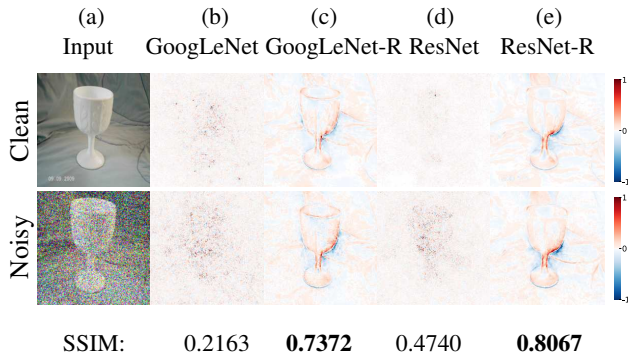 (a) (b) (c) (d) (e)
Input GoogLeNet GoogLeNet-R ResNet ResNet-R
Clean
1
0
-1
Noisy
1
0
-1
SSIM: 0.2163 0.7372 0.4740 0.8067